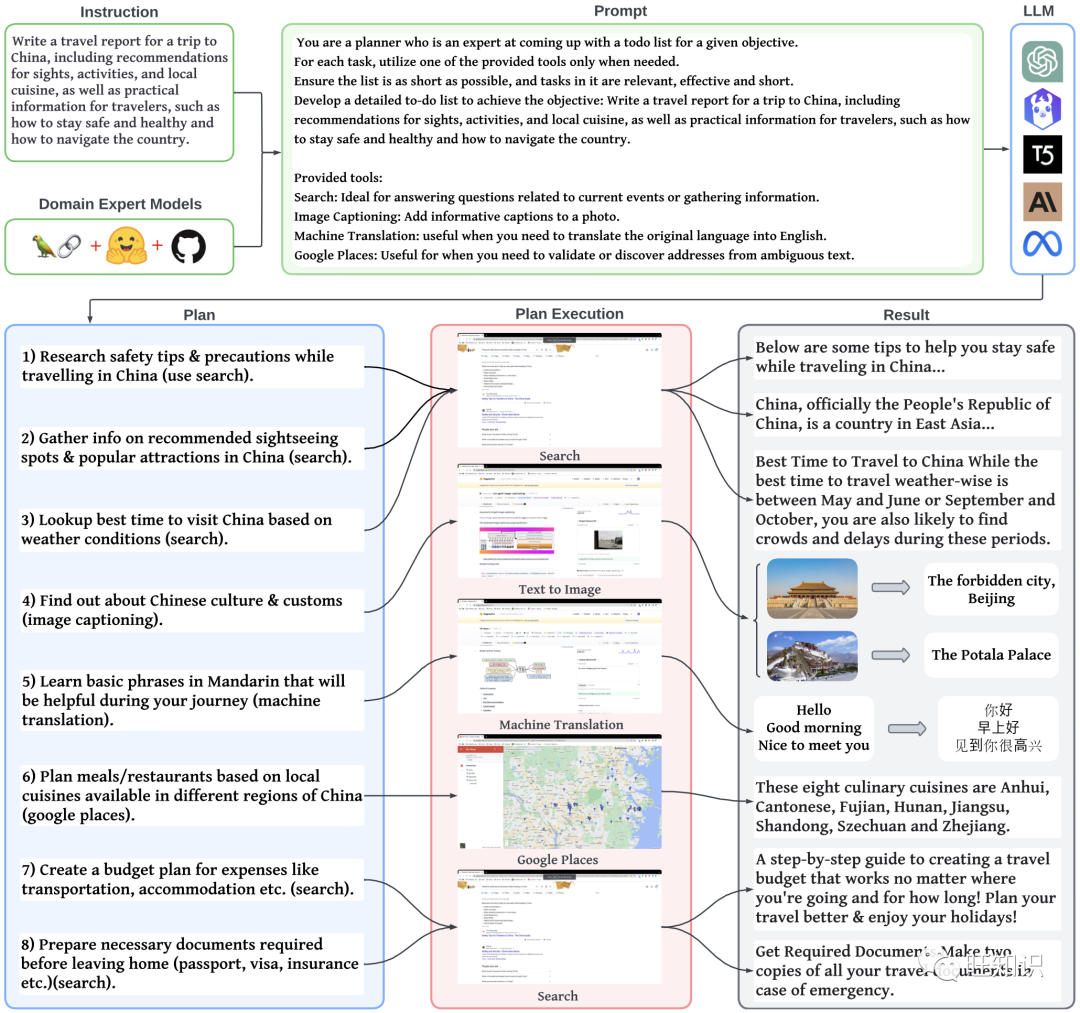 Instruction
Write a travel report for a trip to
China, including recommendations
for sights, activities, and local
cuisine, as well as practical
information for travelers, such as
how to stay safe and healthy and
how to navigate the country.
Domain Expert Models
+
+
Prompt
You are a planner who is an expert at coming up with a todo list for a given objective.
For each task, utilize one of the provided tools only when needed.
Ensure the list is as short as possible, and tasks in it are relevant, effective and short.
Develop a detailed to-do list to achieve the objective: Write a travel report for a trip to China, including
recommendations for sights, activities, and local cuisine, as well as practical information for travelers, such as how
to stay safe and healthy and how to navigate the country.
Provided tools:
Search: Ideal for answering questions related to current events or gathering information.
Image Captioning: Add informative captions to a photo.
Machine Translation: useful when you need to translate the original language into English.
Google Places: Useful for when you need to validate or discover addresses from ambiguous text.
LLM
T5
AI
Plan
1) Research safety tips & precautions while
travelling in China (use search).
2) Gather info on recommended sightseeing
spots & popular attractions in China (search).
3) Lookup best time to visit China based on
weather conditions (search).
4) Find out about Chinese culture & customs
(image captioning).
5) Learn basic phrases in Mandarin that will
be helpful during your journey (machine
translation).
6) Plan meals/restaurants based on local
cuisines available in different regions of China
(google places).
7) Create a budget plan for expenses like
transportation, accommodation etc. (search).
8) Prepare necessary documents required
before leaving home (passport, visa, insurance
etc.)(search).
Plan Execution
Search
Text to Image
Machine Translation
Google Places
Search
Result
Below are some tips to help you stay safe
while traveling in China...
China, officially the People's Republic of
China, is a country in East Asia...
Best Time to Travel to China While the
best time to travel weather-wise is
between May and June or September and
October, you are also likely to find
crowds and delays during these periods.
The forbidden city,
Beijing
The Potala Palace
Hello
Good morning
Nice to meet you
你好
早上好
见到你很高兴
These eight culinary cuisines are Anhui,
Cantonese, Fujian, Hunan, Jiangsu,
Shandong, Szechuan and Zhejiang.
A step-by-step guide to creating a travel
budget that works no matter where
you're going and for how long! Plan your
travel better & enjoy your holidays!
Get Required Documents Make two
copies of all your travel documents in
case of emergency.